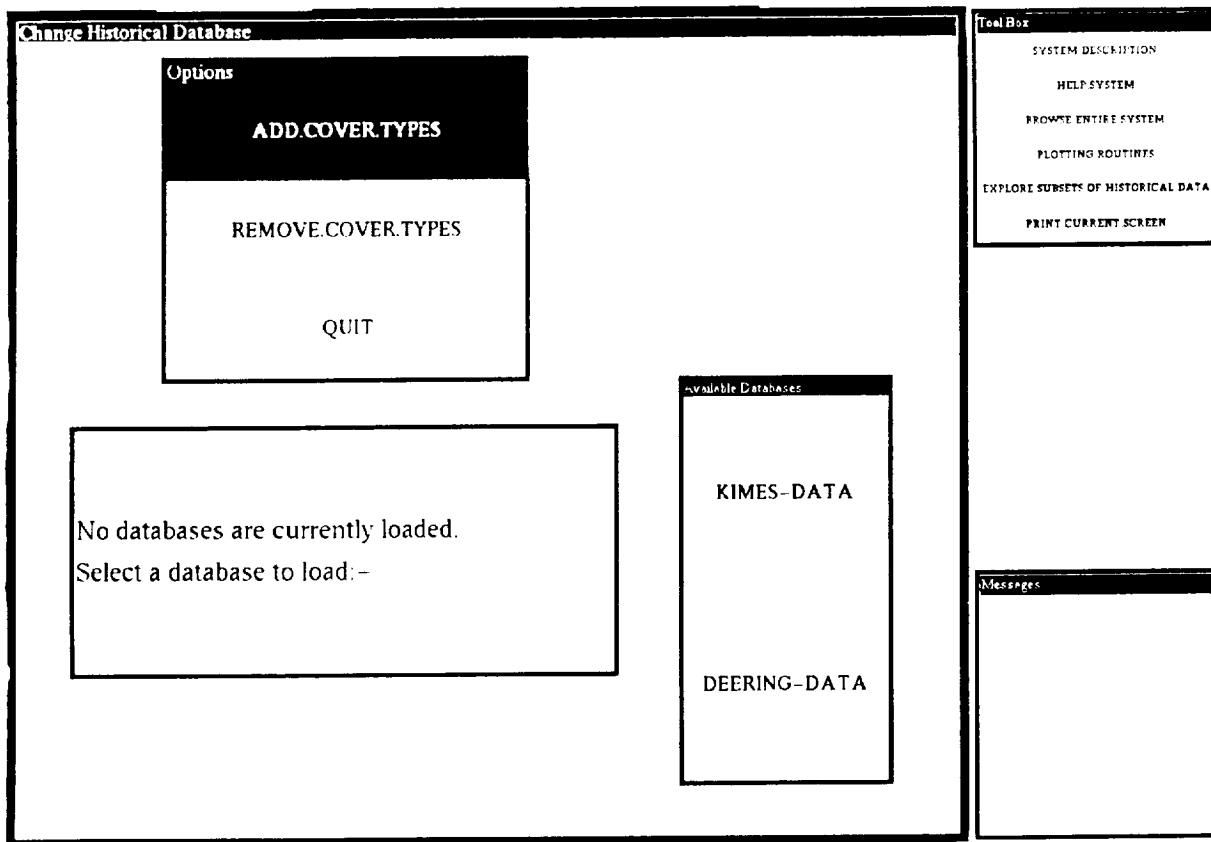 Change Historical Database
Options
ADD.COVER.TYPES
REMOVE.COVER.TYPES
QUIT
No databases are currently loaded.
Select a database to load:-
Available Databases
KIMES-DATA
DEERING-DATA
Tool Box
SYSTEM DESCRIPTION
HELP SYSTEM
BROWSE ENTIRE SYSTEM
PLOTTING ROUTINES
EXPLORE SUBSETS OF HISTORICAL DATA
PRINT CURRENT SCREEN
Messages